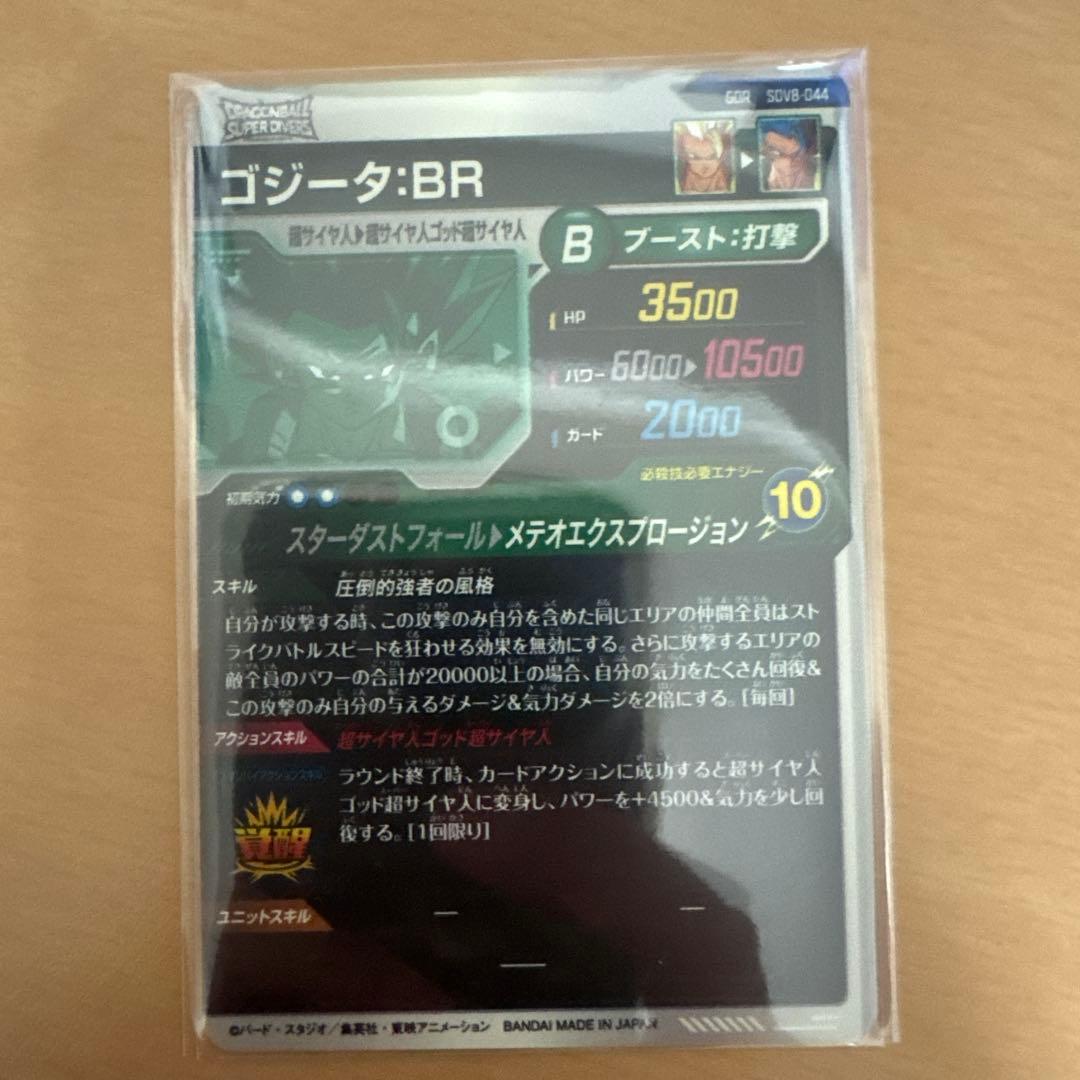 DRAGONBALL
SUPER DIVERS
GDR SDV8-044
ゴジータ:BR
超サイヤ人▶超サイヤ人ゴッド超サイヤ人
B ブースト:打撃
HP 3500
パワー 6000▶10500
ガード 2000
必殺技必要エナジー
10
初期気力
スターダストフォール▶メテオエクスプロージョン
スキル 圧倒的強者の風格
自分が攻撃する時、この攻撃のみ自分を含めた同じエリアの仲間全員はスト
ライクバトルスピードを狂わせる効果を無効にする。さらに攻撃するエリアの
敵全員のパワーの合計が20000以上の場合、自分の気力をたくさん回復&
この攻撃のみ自分の与えるダメージ&気力ダメージを2倍にする。[毎回]
アクションスキル 超サイヤ人ゴッド超サイヤ人
ラウンド終了時、カードアクションに成功すると超サイヤ人
ゴッド超サイヤ人に変身し、パワーを+4500&気力を少し回
復する。[1回限り]
覚醒
ユニットスキル — —
—
©バード・スタジオ/集英社・東映アニメーション BANDAI MADE IN JAPAN